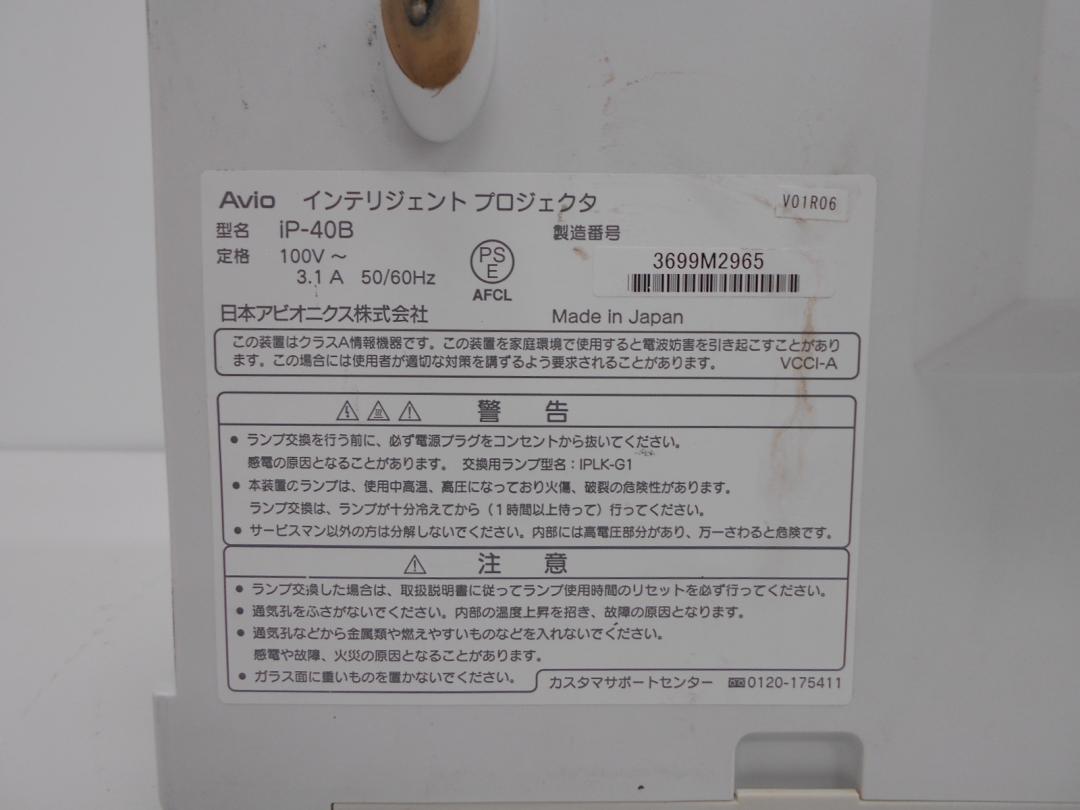 Avio インテリジェント プロジェクタ
V01R06
型名 iP-40B
製造番号
定格 100V ～
3.1 A 50/60Hz
PS
E
AFCL
3699M2965
日本アビオニクス株式会社
Made in Japan
この装置はクラスA情報機器です。この装置を家庭環境で使用すると電波妨害を引き起こすことがあり
ます。この場合には使用者が適切な対策を講ずるよう要求されることがあります。 VCCI-A
警告
● ランプ交換を行う前に、必ず電源プラグをコンセントから抜いてください。
感電の原因となることがあります。 交換用ランプ型名：IPLK-G1
● 本装置のランプは、使用中高温、高圧になっており火傷、破裂の危険性があります。
ランプ交換は、ランプが十分冷えてから（1時間以上待って）行ってください。
● サービスマン以外の方は分解しないでください。内部には高電圧部分があり、万一さわると危険です。
注意
● ランプ交換した場合は、取扱説明書に従ってランプ使用時間のリセットを必ず行ってください。
● 通気孔をふさがないでください。内部の温度上昇を招き、故障の原因となります。
● 通気孔などから金属類や燃えやすいものなどを入れないでください。
感電や故障、火災の原因となることがあります。
● ガラス面に重いものを置かないでください。
カスタマサポートセンター 0120-175411